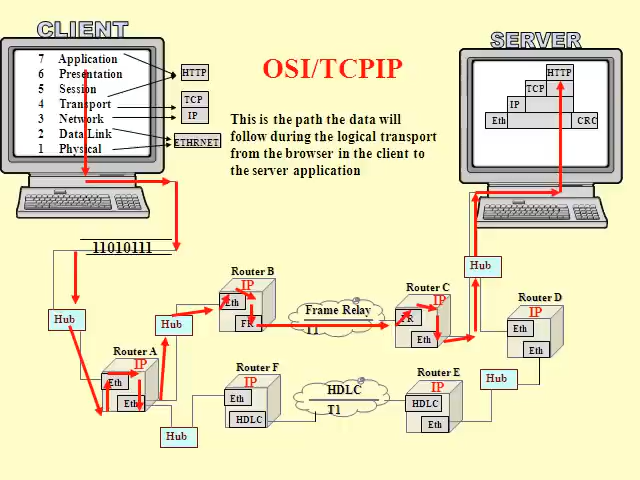 CLIENT
SERVER
OSI/TCPIP
7 Application
6 Presentation
5 Session
4 Transport
3 Network
2 Data Link
1 Physical
HTTP
TCP
IP
ETHRNET
HTTP
TCP
IP
Eth
CRC
This is the path the data will
follow during the logical transport
from the browser in the client to
the server application
11010111
Hub
Router A
IP
Eth
Eth
Hub
Hub
Router B
IP
Eth
FR
Frame Relay
T1
Router C
IP
FR
Eth
Hub
Router D
IP
Eth
Eth
Hub
Router E
IP
HDLC
Eth
HDLC
T1
Router F
IP
Eth
HDLC